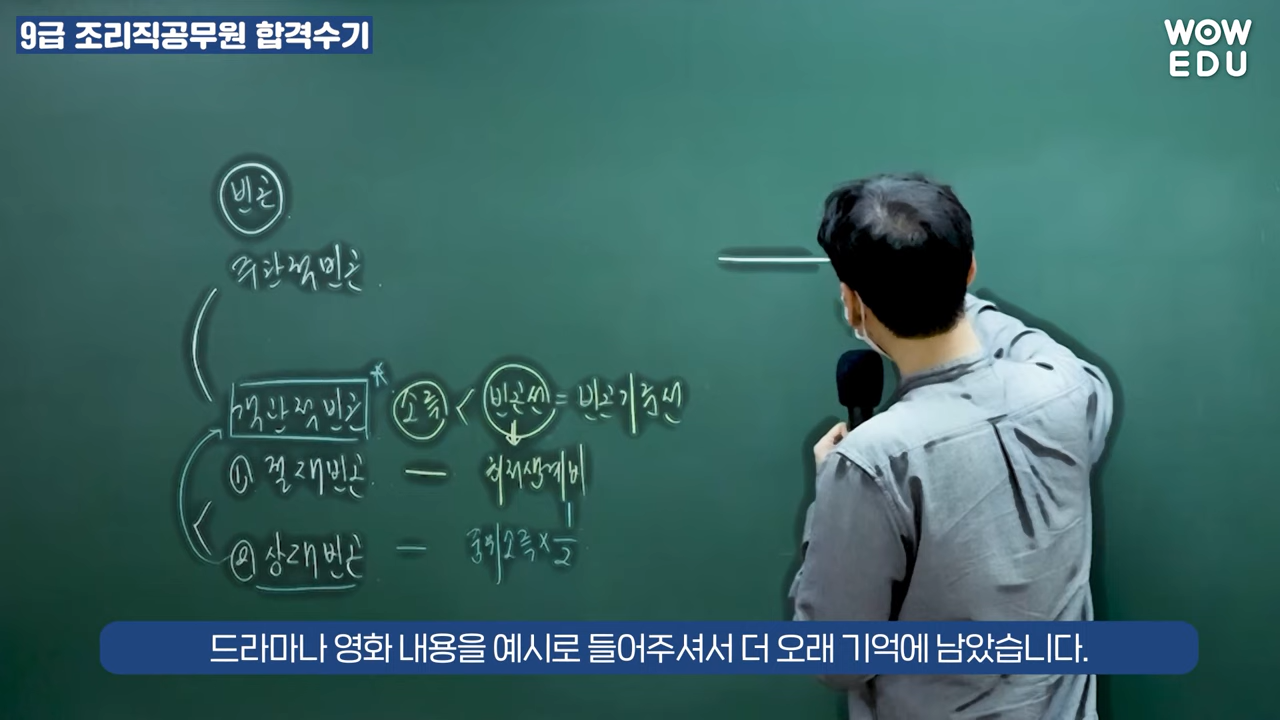 9급 조리직공무원 합격수기
WOW
EDU
빈곤
주관적빈곤
객관적빈곤 * 소득 < 빈곤선 = 빈곤기준선
① 절대빈곤 — 최저생계비
② 상대빈곤 — 중위소득 × 1/2
드라마나 영화 내용을 예시로 들어주셔서 더 오래 기억에 남았습니다.